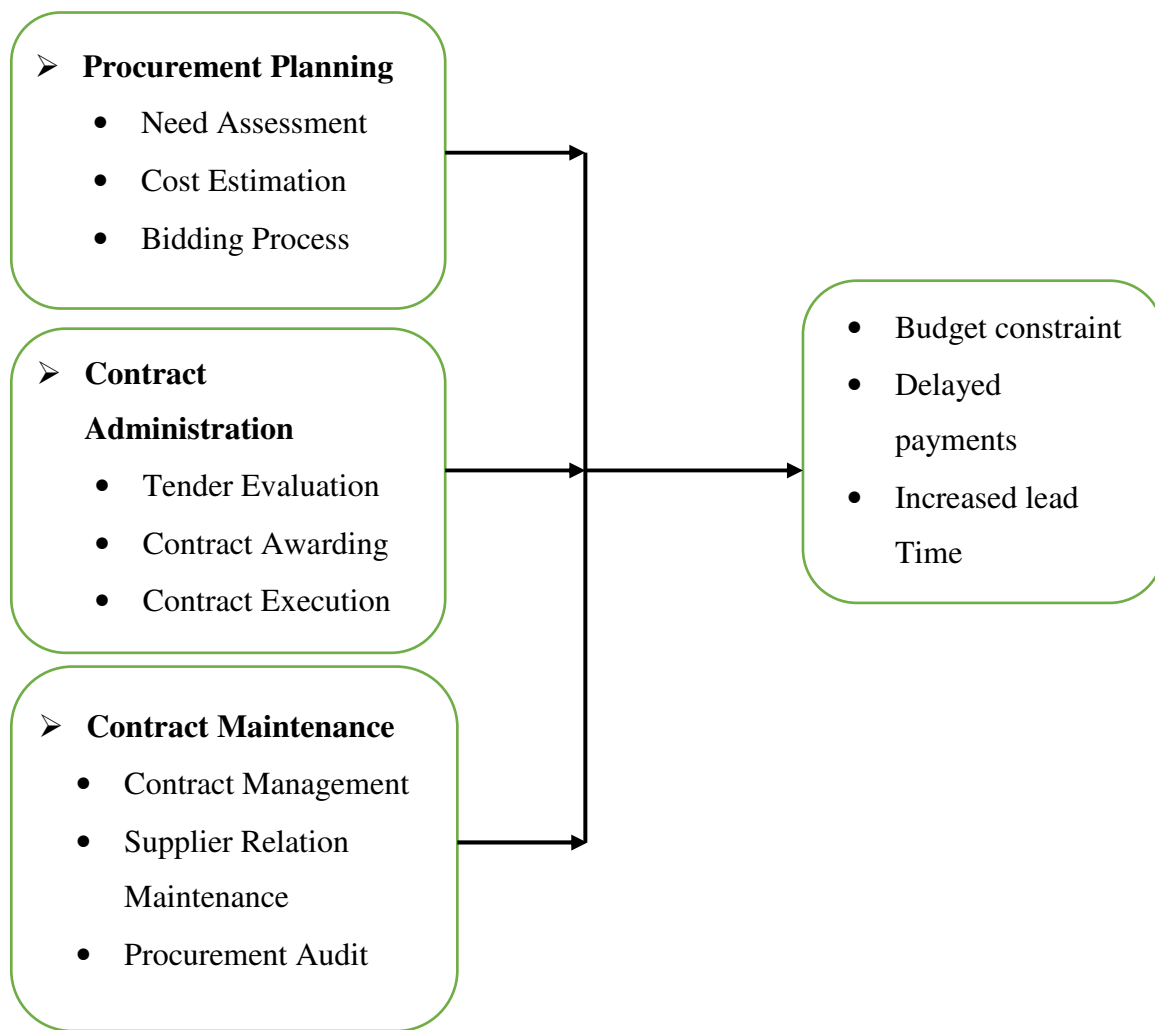 ➢ Procurement Planning
• Need Assessment
• Cost Estimation
• Bidding Process
➢ Contract
Administration
• Tender Evaluation
• Contract Awarding
• Contract Execution
➢ Contract Maintenance
• Contract Management
• Supplier Relation
Maintenance
• Procurement Audit
• Budget constraint
• Delayed
payments
• Increased lead
Time